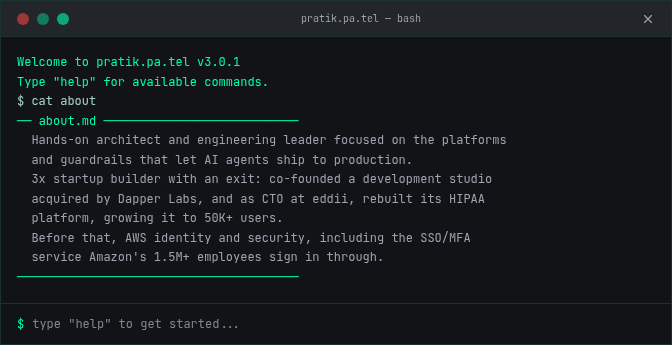 pratik.pa.tel — bash
Welcome to pratik.pa.tel v3.0.1
Type "help" for available commands.
$ cat about
── about.md ───────────────────────────
Hands-on architect and engineering leader focused on the platforms
and guardrails that let AI agents ship to production.
3x startup builder with an exit: co-founded a development studio
acquired by Dapper Labs, and as CTO at eddii, rebuilt its HIPAA
platform, growing it to 50K+ users.
Before that, AWS identity and security, including the SSO/MFA
service Amazon's 1.5M+ employees sign in through.
$ type "help" to get started...